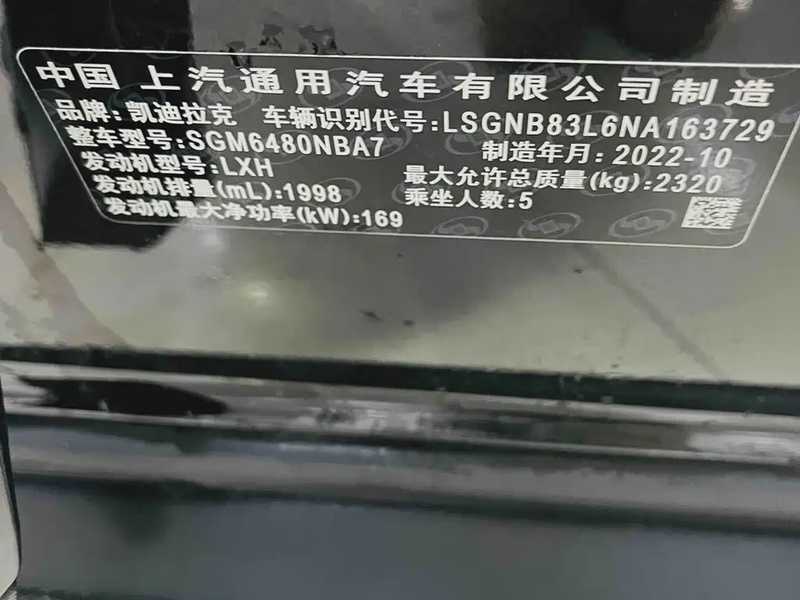 中国 上汽通用汽车有限公司制造
品牌: 凯迪拉克 车辆识别代号:LSGNB83L6NA163729
整车型号:SGM6480NBA7 制造年月: 2022-10
发动机型号:LXH 最大允许总质量(kg):2320
发动机排量(mL):1998 乘坐人数:5
发动机最大净功率(kW):169